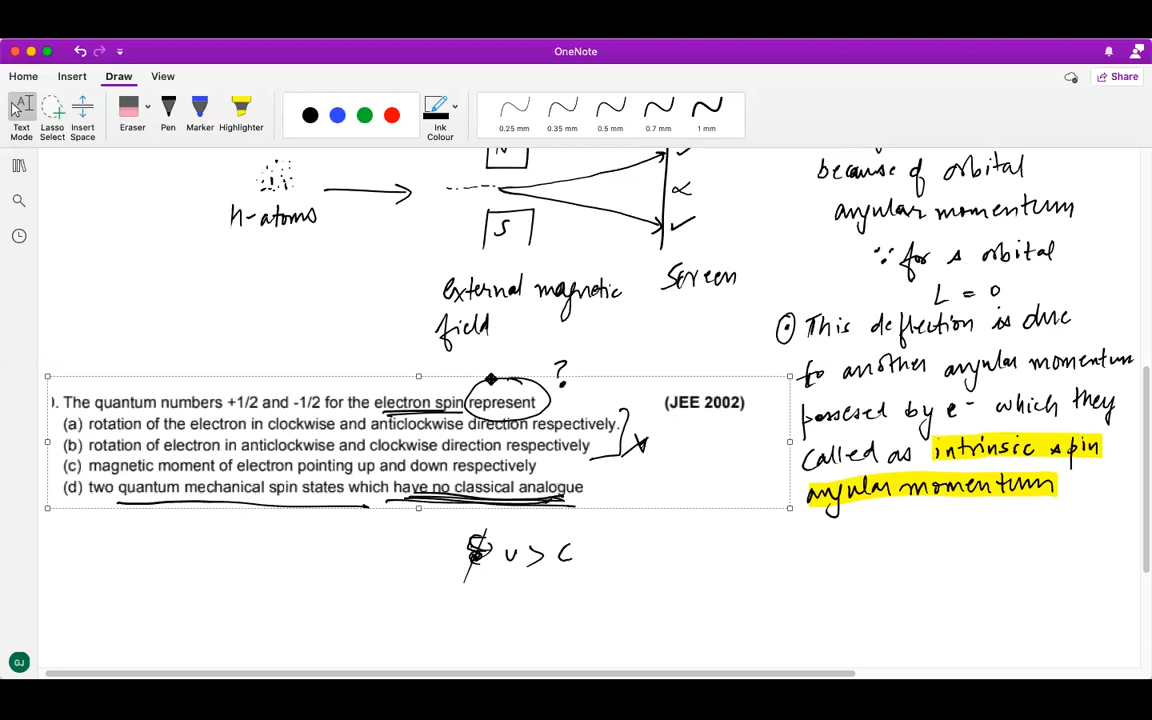 OneNote
Home Insert Draw View
Share
Text Mode
Lasso Select
Insert Space
Eraser
Pen
Marker
Highlighter
Ink Colour
0.25 mm
0.35 mm
0.5 mm
0.7 mm
1 mm
N
H-atoms
S
external magnetic
field
Screen
because of orbital
angular momentum
∵ for s orbital
L = 0
This deflection is due
to another angular momentum
possesed by e- which they
called as intrinsic spin
angular momentum
?
). The quantum numbers +1/2 and -1/2 for the electron spin represent (JEE 2002)
(a) rotation of the electron in clockwise and anticlockwise direction respectively.
(b) rotation of electron in anticlockwise and clockwise direction respectively
(c) magnetic moment of electron pointing up and down respectively
(d) two quantum mechanical spin states which have no classical analogue
v > c
GJ